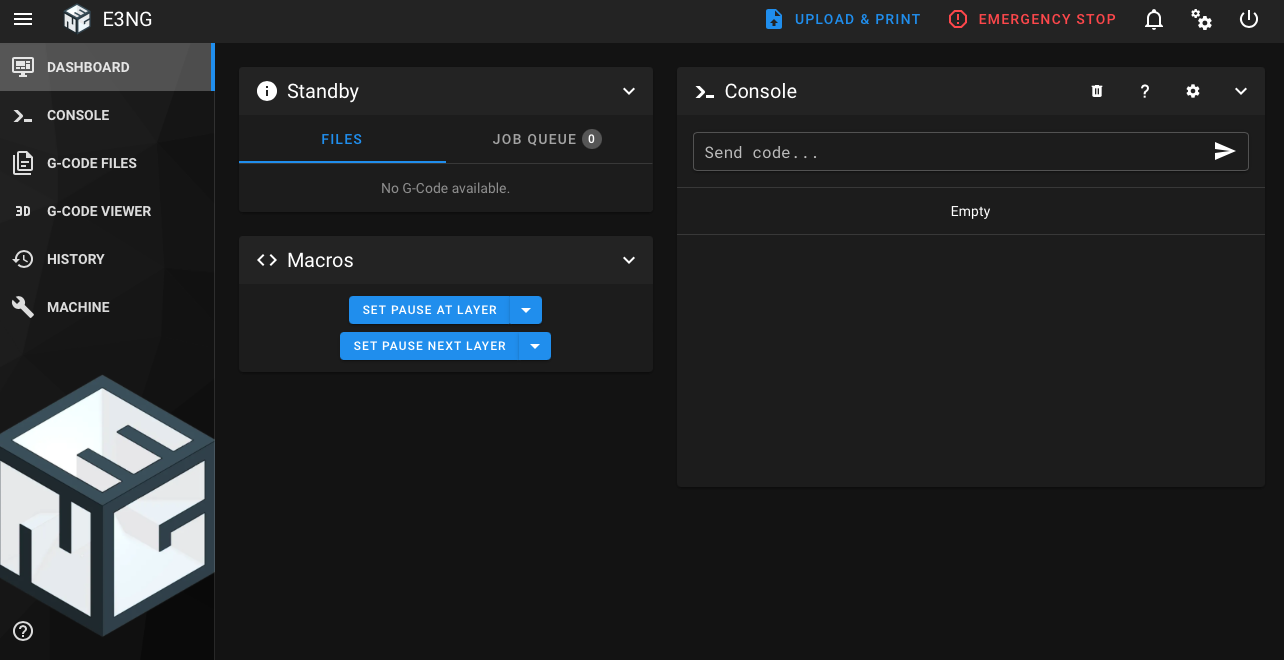 E3NG
UPLOAD & PRINT
EMERGENCY STOP
DASHBOARD
CONSOLE
G-CODE FILES
3D G-CODE VIEWER
HISTORY
MACHINE
Standby
FILES
JOB QUEUE 0
No G-Code available.
Macros
SET PAUSE AT LAYER
SET PAUSE NEXT LAYER
Console
Send code...
Empty